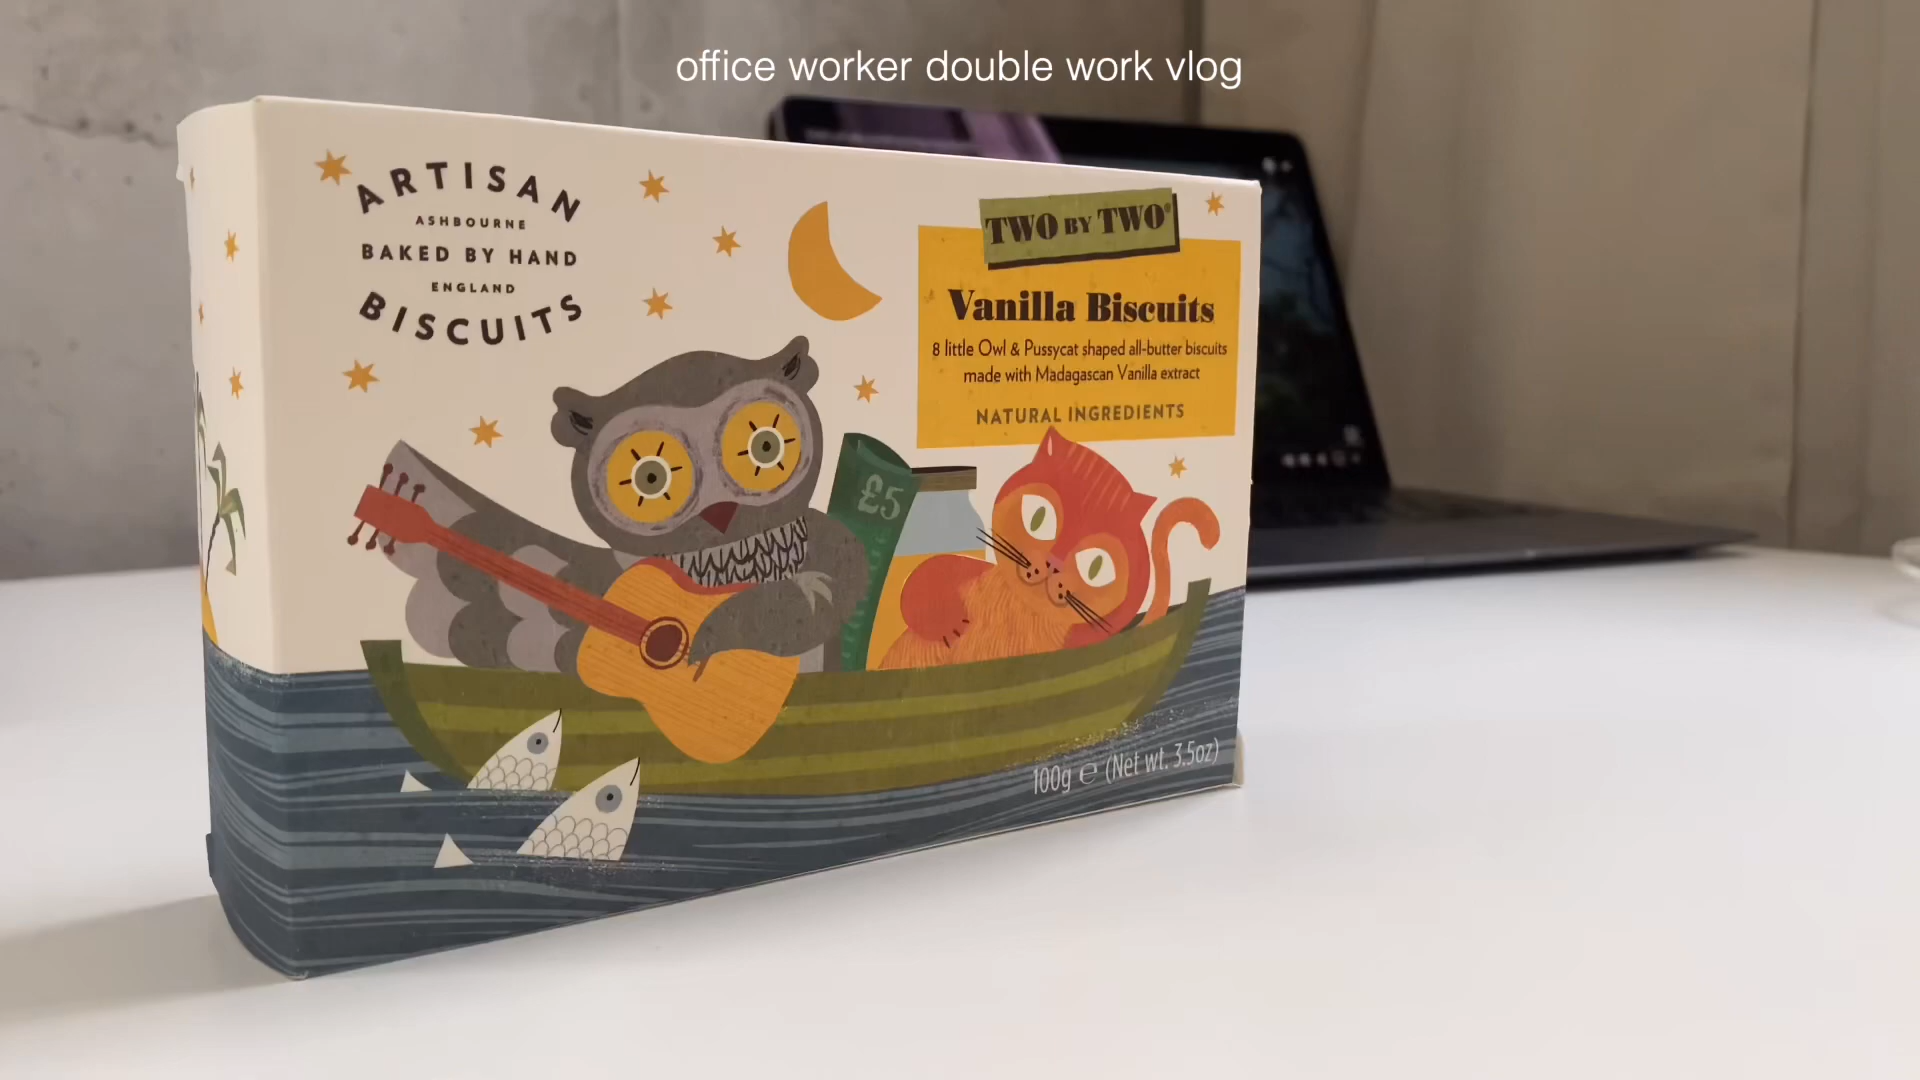 office worker double work vlog
ARTISAN
ASHBOURNE
BAKED BY HAND
ENGLAND
BISCUITS
TWO BY TWO®
Vanilla Biscuits
8 little Owl & Pussycat shaped all-butter biscuits
made with Madagascan Vanilla extract
NATURAL INGREDIENTS
£5
100g ℮ (Net wt. 3.5oz)